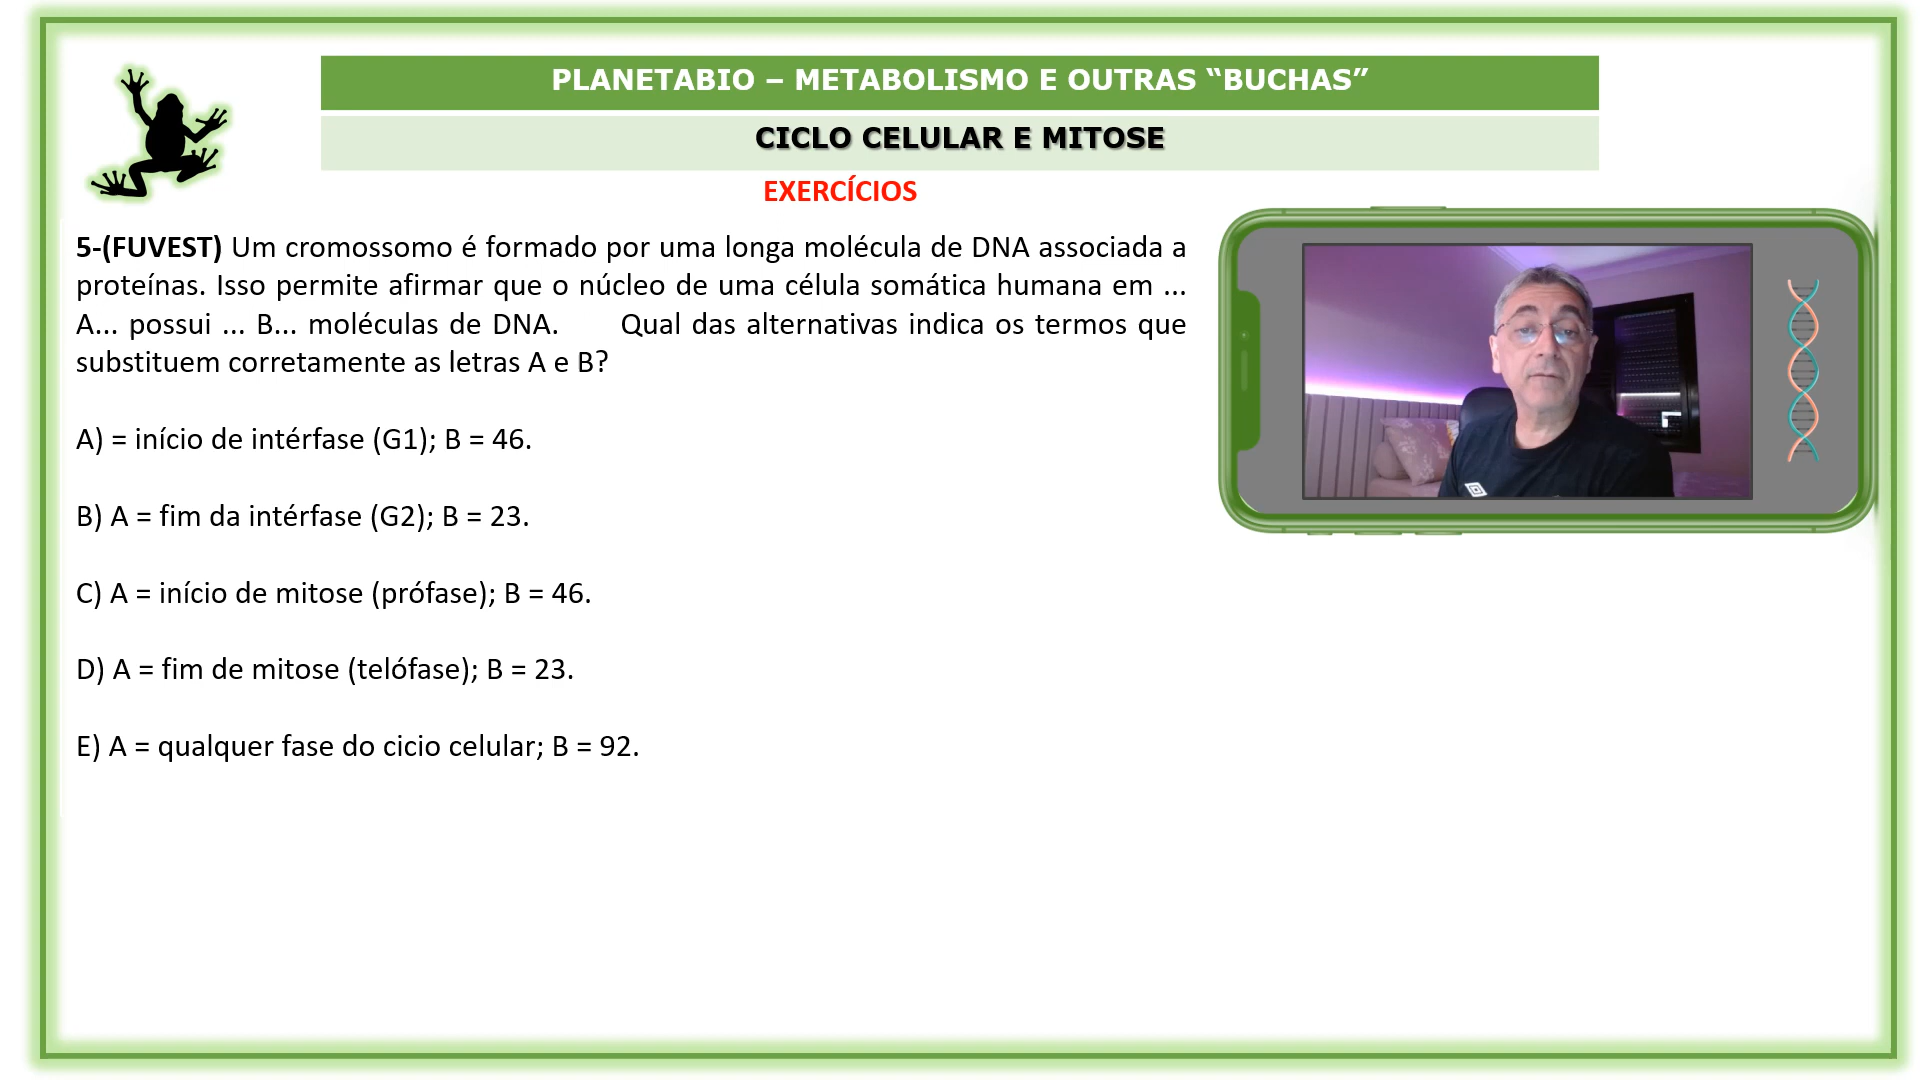 PLANETABIO – METABOLISMO E OUTRAS “BUCHAS”
CICLO CELULAR E MITOSE
EXERCÍCIOS
5-(FUVEST) Um cromossomo é formado por uma longa molécula de DNA associada a
proteínas. Isso permite afirmar que o núcleo de uma célula somática humana em ...
A... possui ... B... moléculas de DNA. Qual das alternativas indica os termos que
substituem corretamente as letras A e B?
A) = início de intérfase (G1); B = 46.
B) A = fim da intérfase (G2); B = 23.
C) A = início de mitose (prófase); B = 46.
D) A = fim de mitose (telófase); B = 23.
E) A = qualquer fase do cicio celular; B = 92.